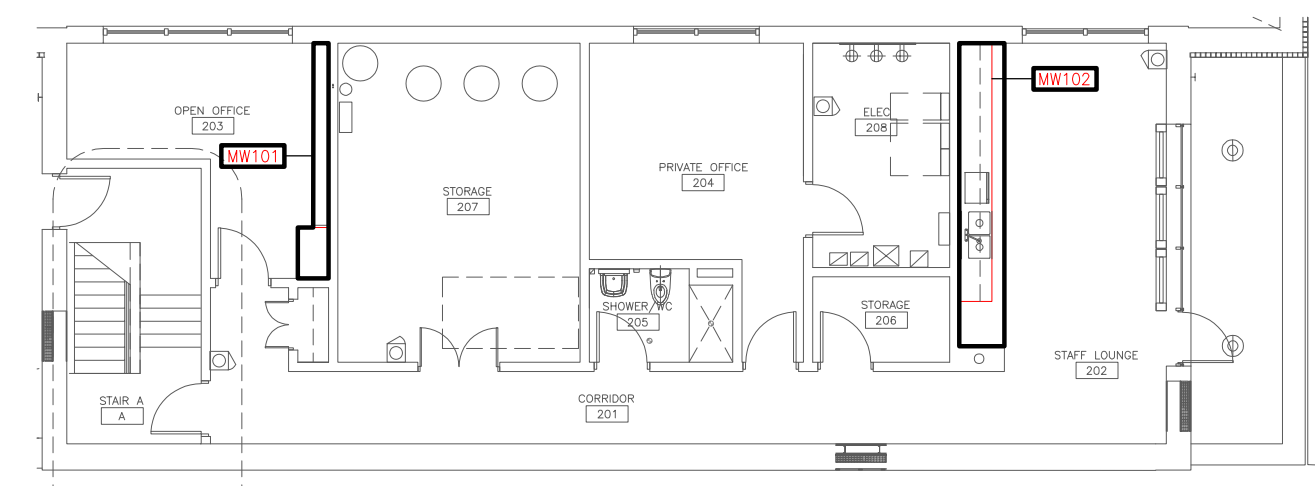 MW102
OPEN OFFICE
203
ELEC
208
MW101
PRIVATE OFFICE
204
STORAGE
207
SHOWER/WC
205
STORAGE
206
STAFF LOUNGE
202
STAIR A
A
CORRIDOR
201